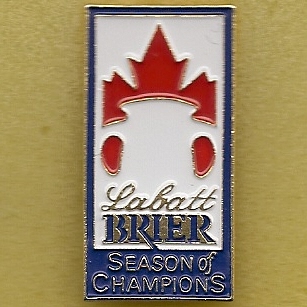 Labatt
BRIER
SEASON of
CHAMPIONS